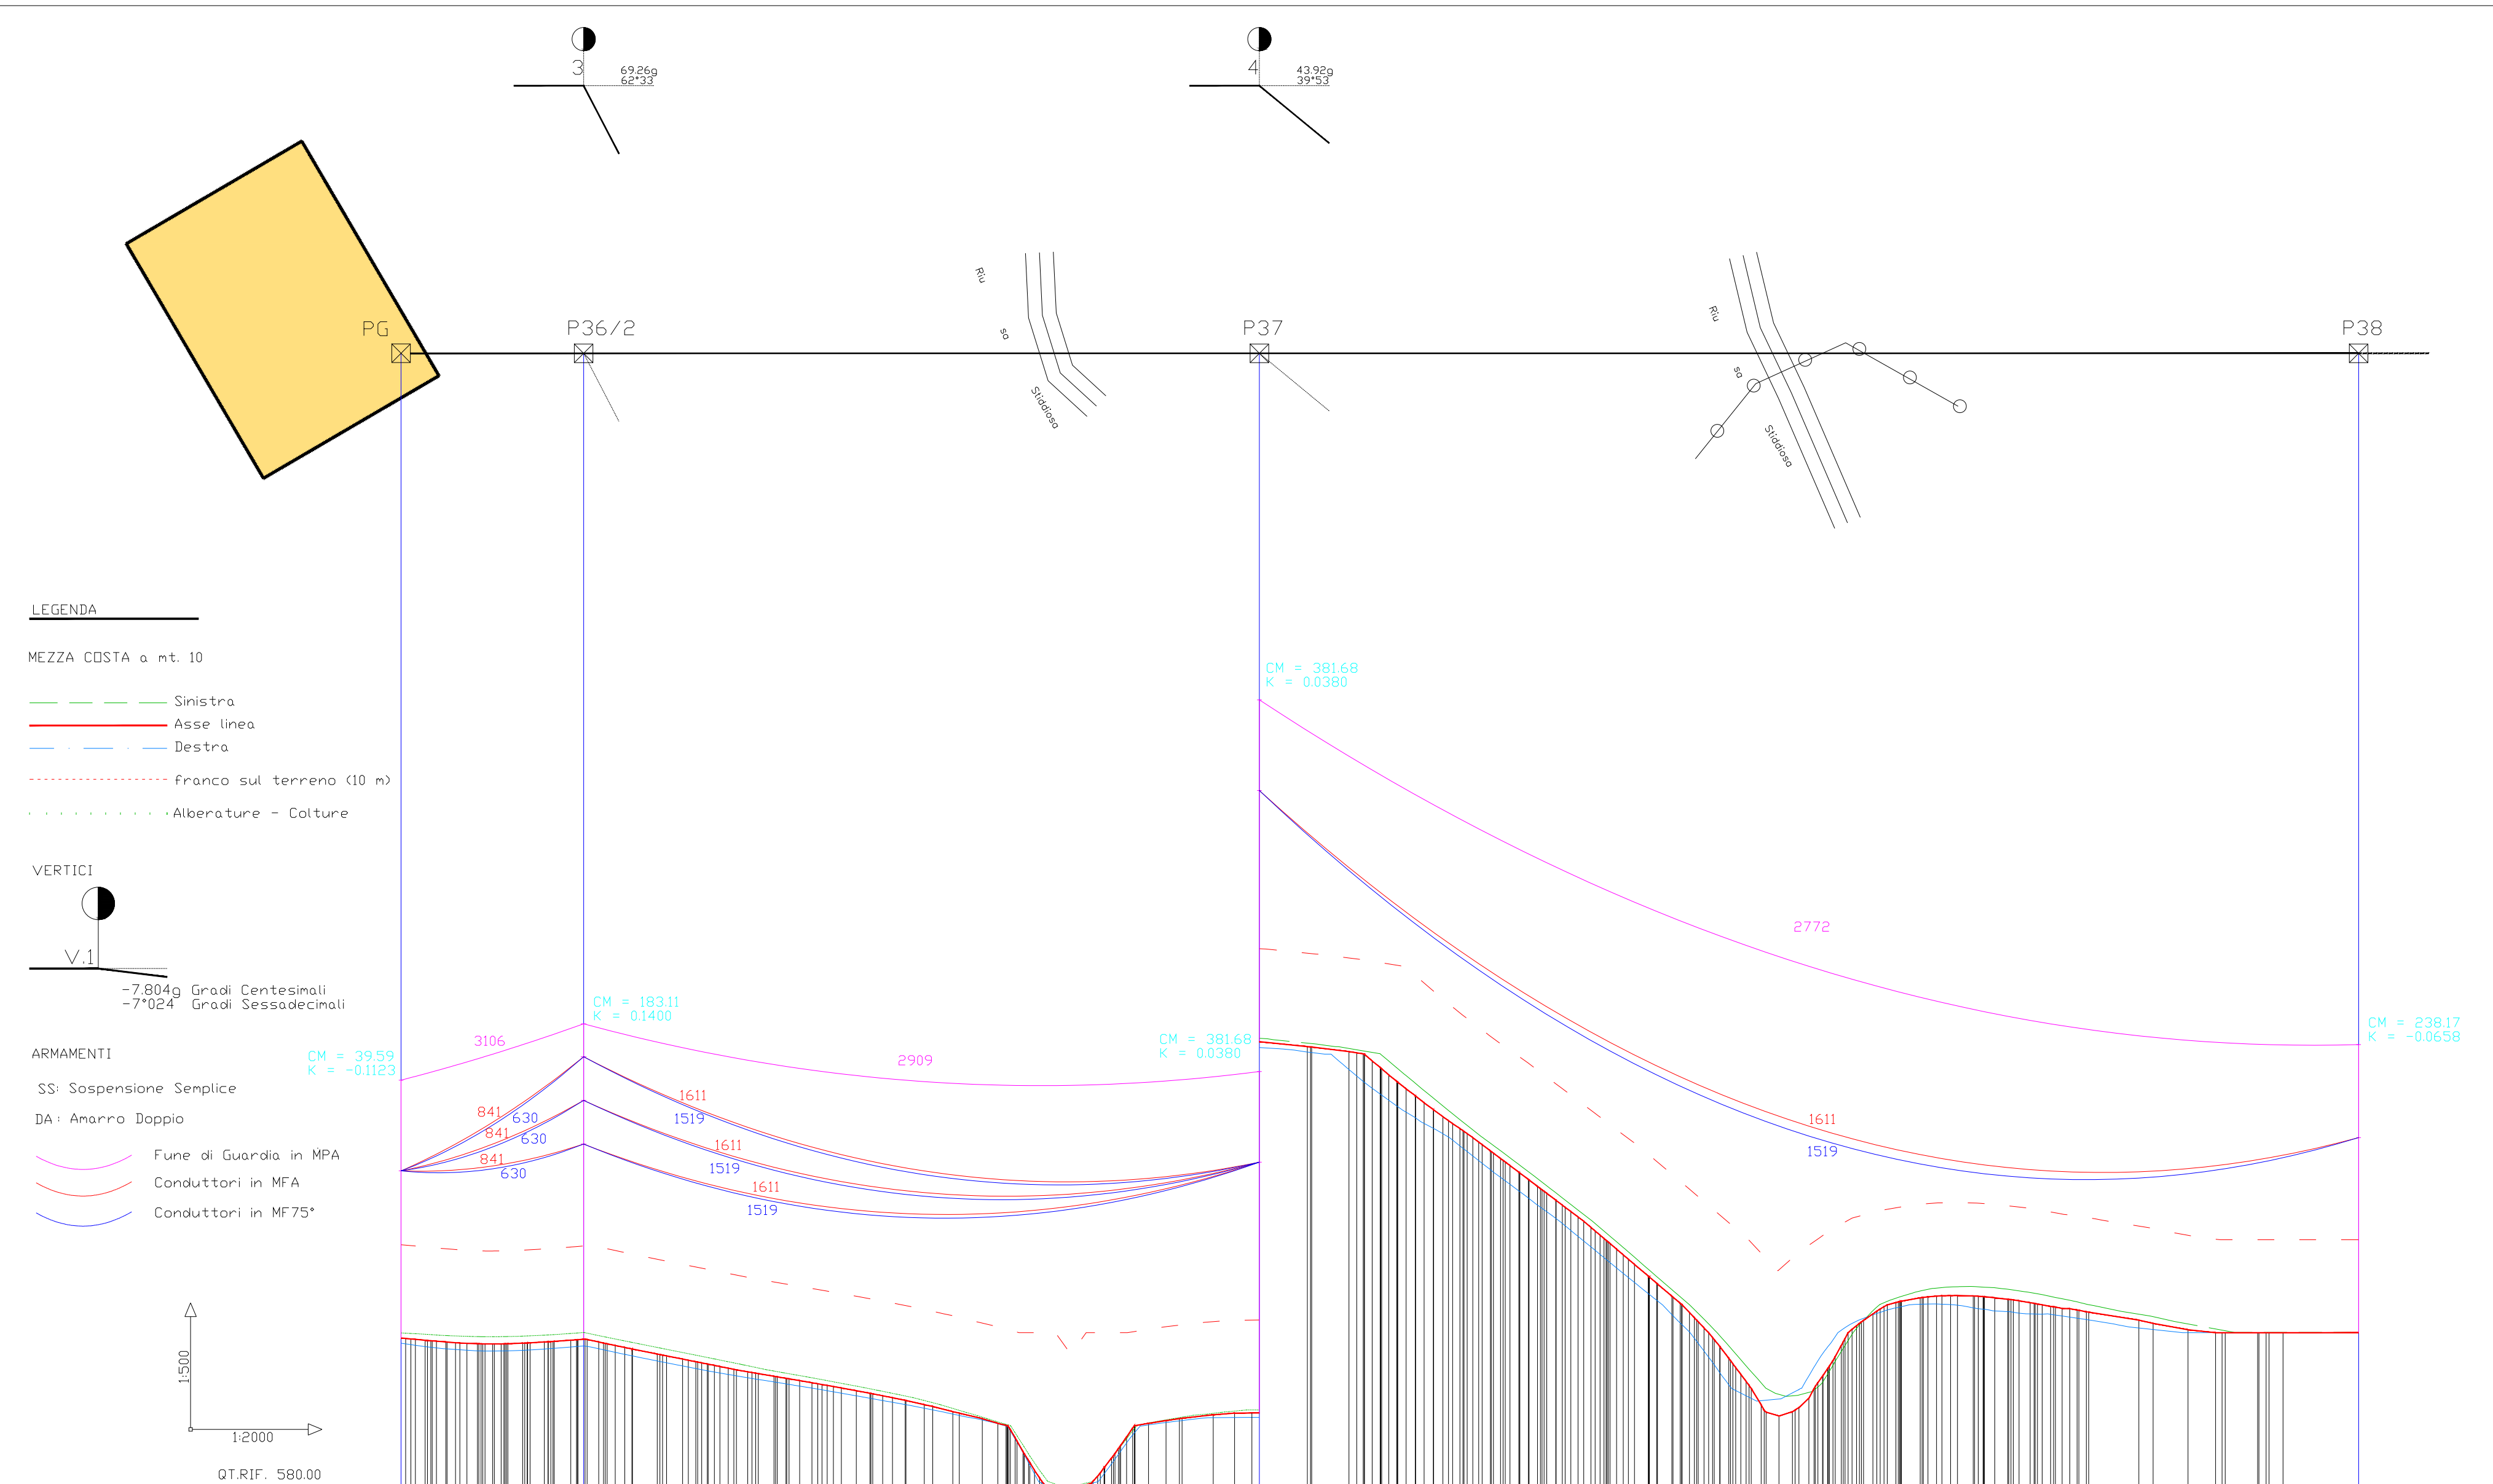 3
69.26g
62°33
4
43.92g
39°53
PG
P36/2
P37
P38
Riu
sa
Stiddiosa
Riu
sa
Stiddiosa
LEGENDA
MEZZA COSTA a mt. 10
Sinistra
Asse linea
Destra
franco sul terreno (10 m)
Alberature - Colture
VERTICI
V.1
-7.804g Gradi Centesimali
-7°024 Gradi Sessadecimali
ARMAMENTI
SS: Sospensione Semplice
DA: Amarro Doppio
Fune di Guardia in MPA
Conduttori in MFA
Conduttori in MF75°
1:500
1:2000
QT.RIF. 580.00
CM = 39.59
K = -0.1123
3106
841
630
841
630
841
630
CM = 183.11
K = 0.1400
2909
1611
1519
1611
1519
1611
1519
CM = 381.68
K = 0.0380
CM = 381.68
K = 0.0380
2772
1611
1519
CM = 238.17
K = -0.0658